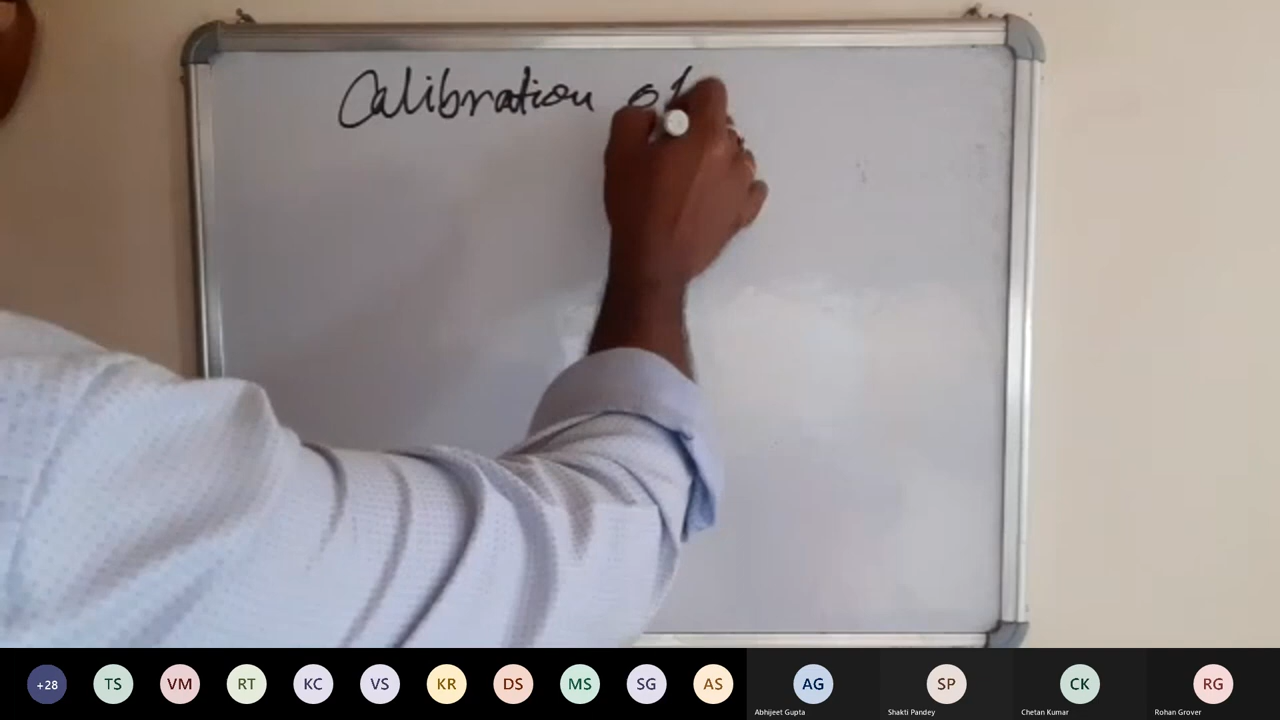 Calibration of
+28 TS VM RT KC VS KR DS MS SG AS AG SP CK RG
Abhijeet Gupta Shakti Pandey Chetan Kumar Rohan Grover